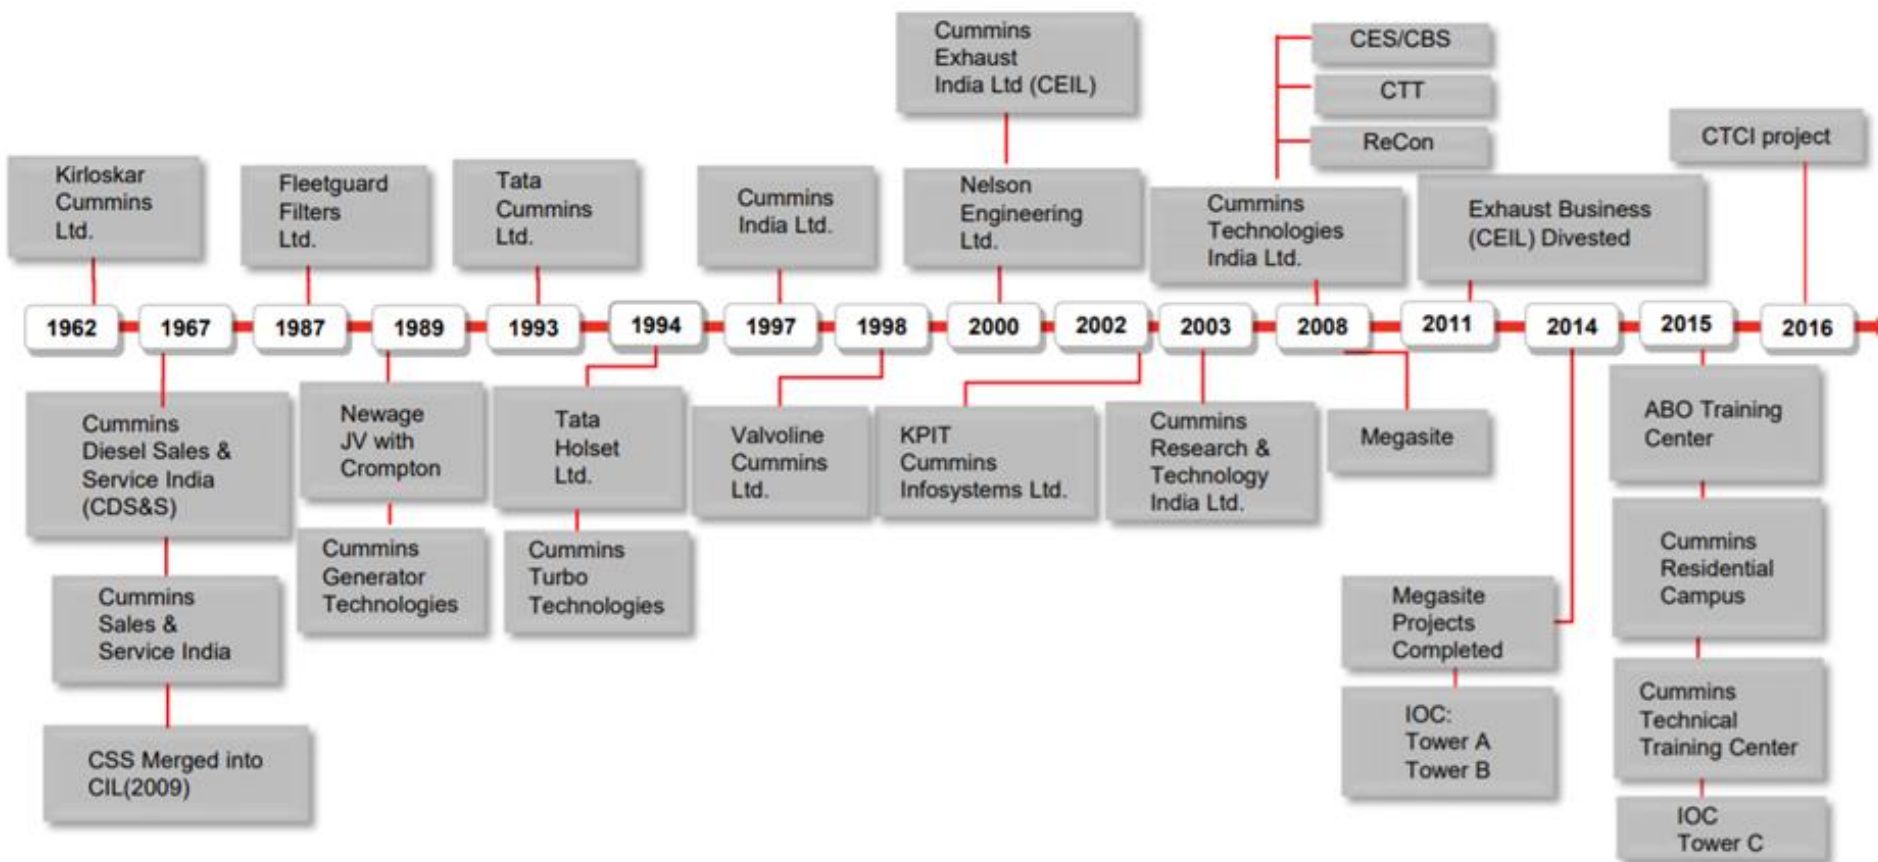 Cummins
Exhaust
India Ltd (CEIL)
CES/CBS
CTT
ReCon
CTCI project
Kirloskar
Cummins
Ltd.
Fleetguard
Filters
Ltd.
Tata
Cummins
Ltd.
Cummins
India Ltd.
Nelson
Engineering
Ltd.
Cummins
Technologies
India Ltd.
Exhaust Business
(CEIL) Divested
1962
1967
1987
1989
1993
1994
1997
1998
2000
2002
2003
2008
2011
2014
2015
2016
Cummins
Diesel Sales &
Service India
(CDS&S)
Newage
JV with
Crompton
Tata
Holset
Ltd.
Valvoline
Cummins
Ltd.
KPIT
Cummins
Infosystems Ltd.
Cummins
Research &
Technology
India Ltd.
Megasite
ABO Training
Center
Cummins
Generator
Technologies
Cummins
Turbo
Technologies
Cummins
Residential
Campus
Cummins
Sales &
Service India
Megasite
Projects
Completed
Cummins
Technical
Training Center
CSS Merged into
CIL(2009)
IOC:
Tower A
Tower B
IOC
Tower C